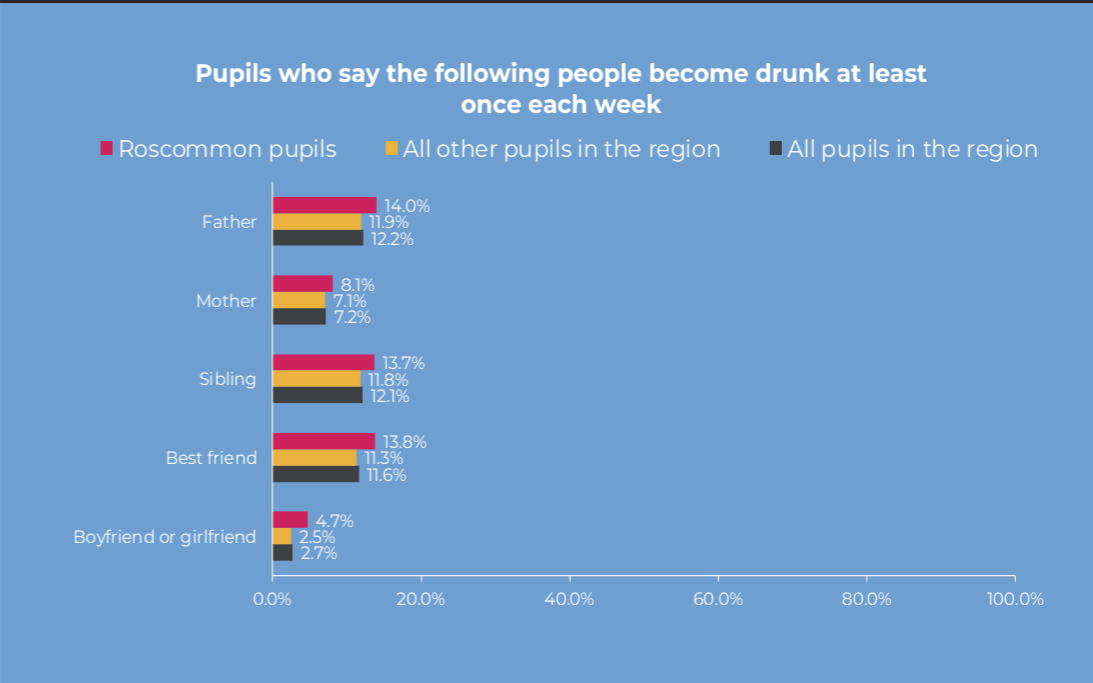 Pupils who say the following people become drunk at least
once each week
Roscommon pupils
All other pupils in the region
All pupils in the region
Father
14.0%
11.9%
12.2%
Mother
8.1%
7.1%
7.2%
Sibling
13.7%
11.8%
12.1%
Best friend
13.8%
11.3%
11.6%
Boyfriend or girlfriend
4.7%
2.5%
2.7%
0.0% 20.0% 40.0% 60.0% 80.0% 100.0%